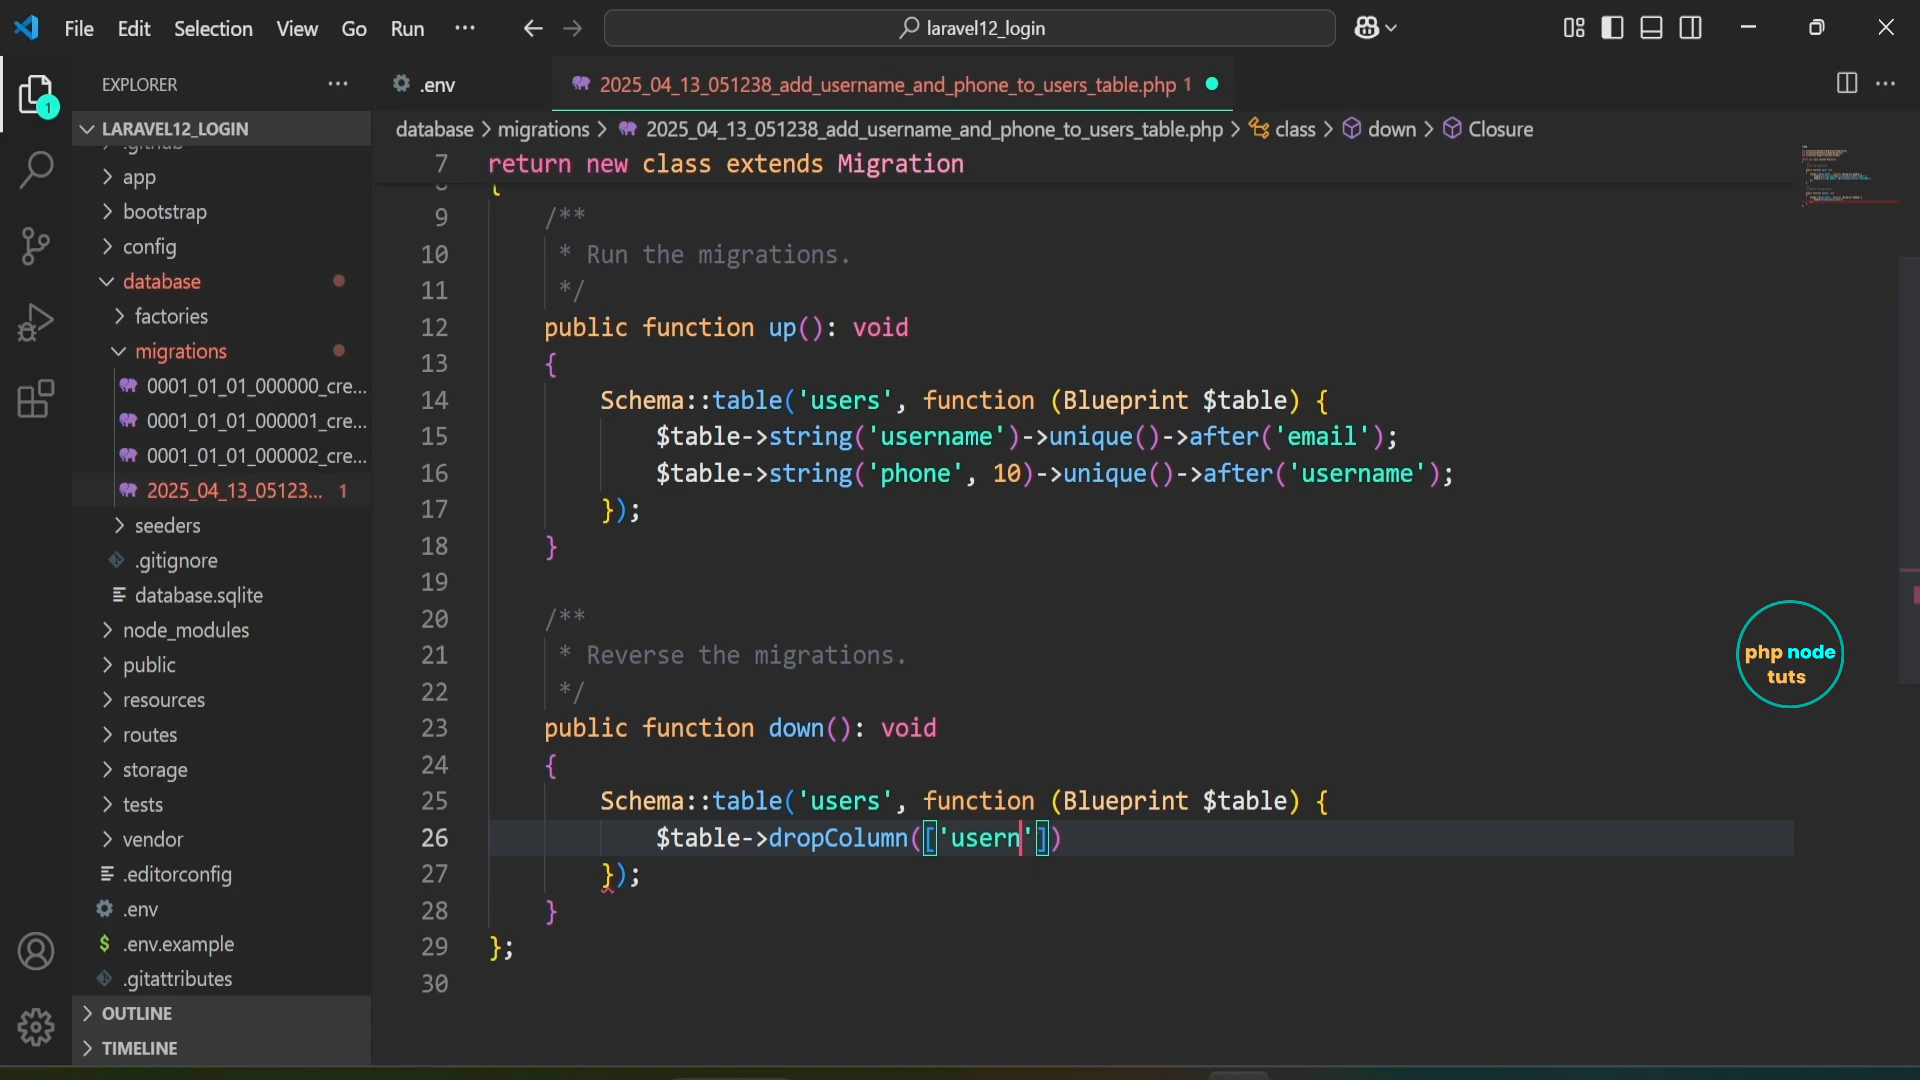 File Edit Selection View Go Run ··· laravel12_login
EXPLORER ···
LARAVEL12_LOGIN
.github
app
bootstrap
config
database
factories
migrations
0001_01_01_000000_cre...
0001_01_01_000001_cre...
0001_01_01_000002_cre...
2025_04_13_05123... 1
seeders
.gitignore
database.sqlite
node_modules
public
resources
routes
storage
tests
vendor
.editorconfig
.env
$ .env.example
.gitattributes
OUTLINE
TIMELINE
1
.env 2025_04_13_051238_add_username_and_phone_to_users_table.php 1
database > migrations > 2025_04_13_051238_add_username_and_phone_to_users_table.php > class > down > Closure
7 return new class extends Migration
8 {
9 /**
10 * Run the migrations.
11 */
12 public function up(): void
13 {
14 Schema::table('users', function (Blueprint $table) {
15 $table->string('username')->unique()->after('email');
16 $table->string('phone', 10)->unique()->after('username');
17 });
18 }
19
20 /**
21 * Reverse the migrations.
22 */
23 public function down(): void
24 {
25 Schema::table('users', function (Blueprint $table) {
26 $table->dropColumn(['usern'])
27 });
28 }
29 };
30
php node
tuts